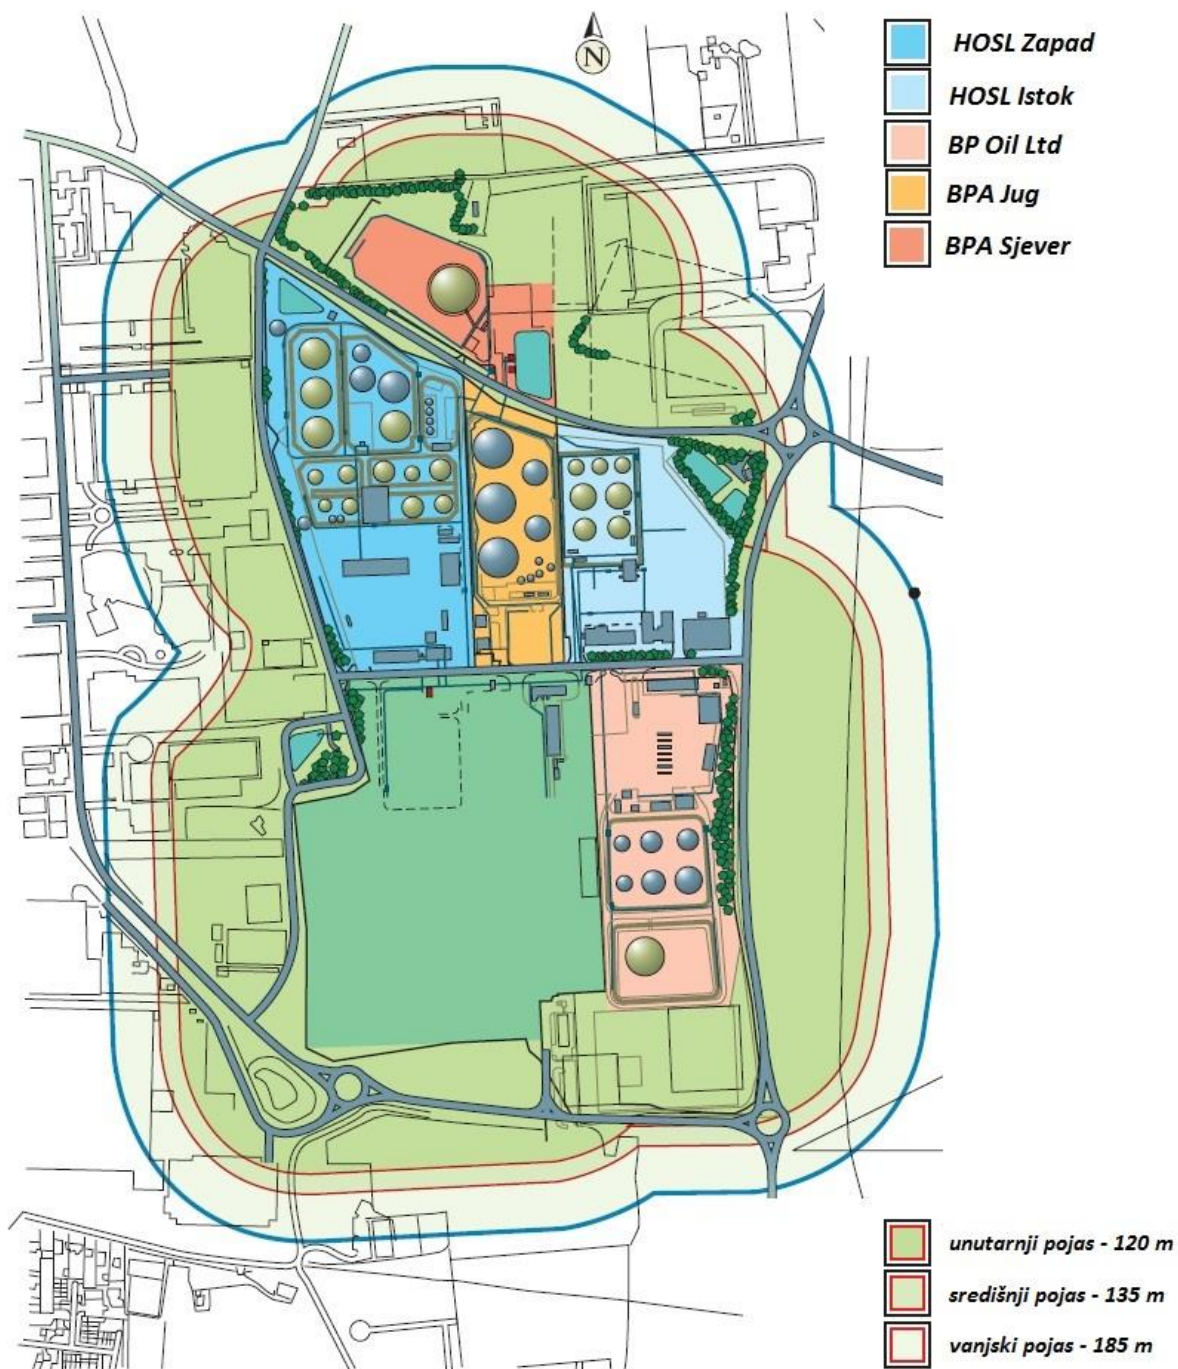 N
HOSL Zapad
HOSL Istok
BP Oil Ltd
BPA Jug
BPA Sjever
unutarnji pojas - 120 m
središnji pojas - 135 m
vanjski pojas - 185 m